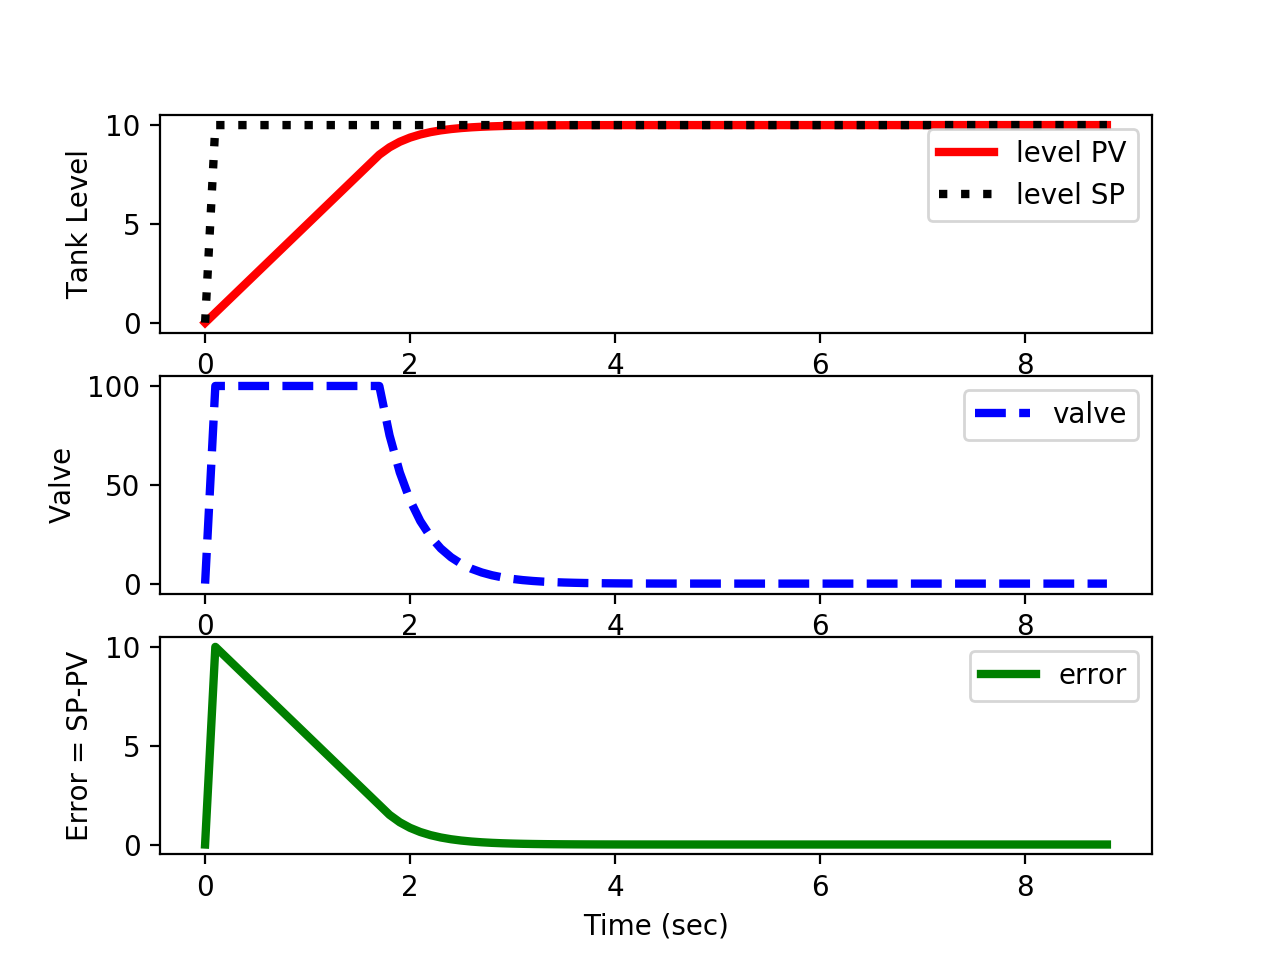 Tank Level
10
5
0
level PV
level SP
0 2 4 6 8
Valve
100
50
0
valve
0 2 4 6 8
Error = SP-PV
10
5
0
error
0 2 4 6 8
Time (sec)